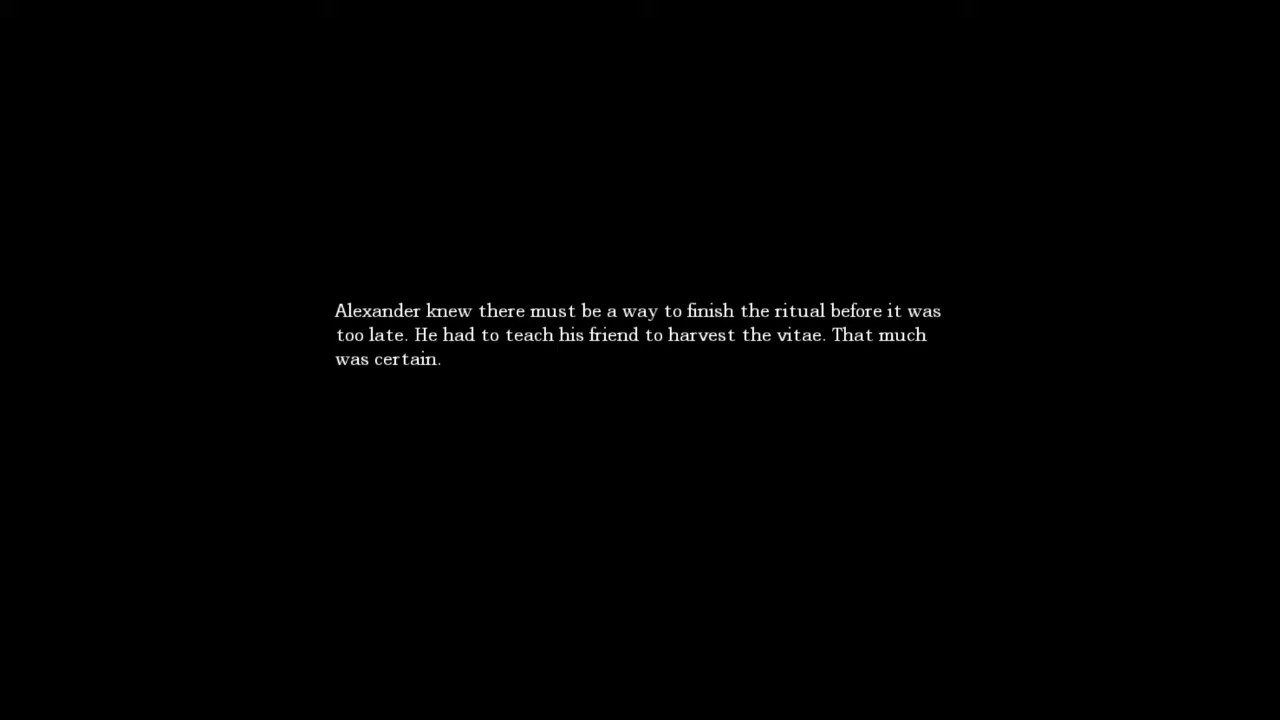 Alexander knew there must be a way to finish the ritual before it was
too late. He had to teach his friend to harvest the vitae. That much
was certain.